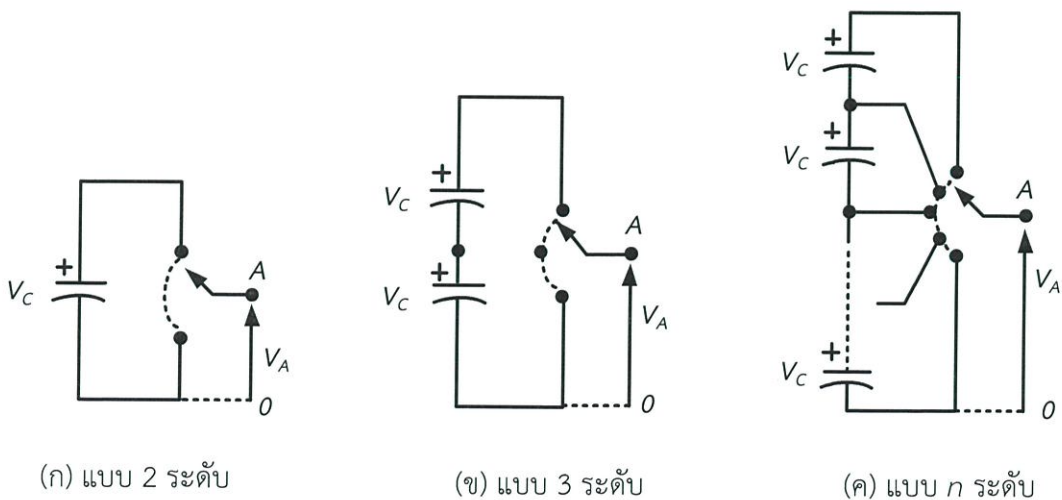 +
V_C
A
V_A
0
(ก) แบบ 2 ระดับ
+
V_C
+
V_C
A
V_A
0
(ข) แบบ 3 ระดับ
+
V_C
+
V_C
+
V_C
A
V_A
0
(ค) แบบ n ระดับ